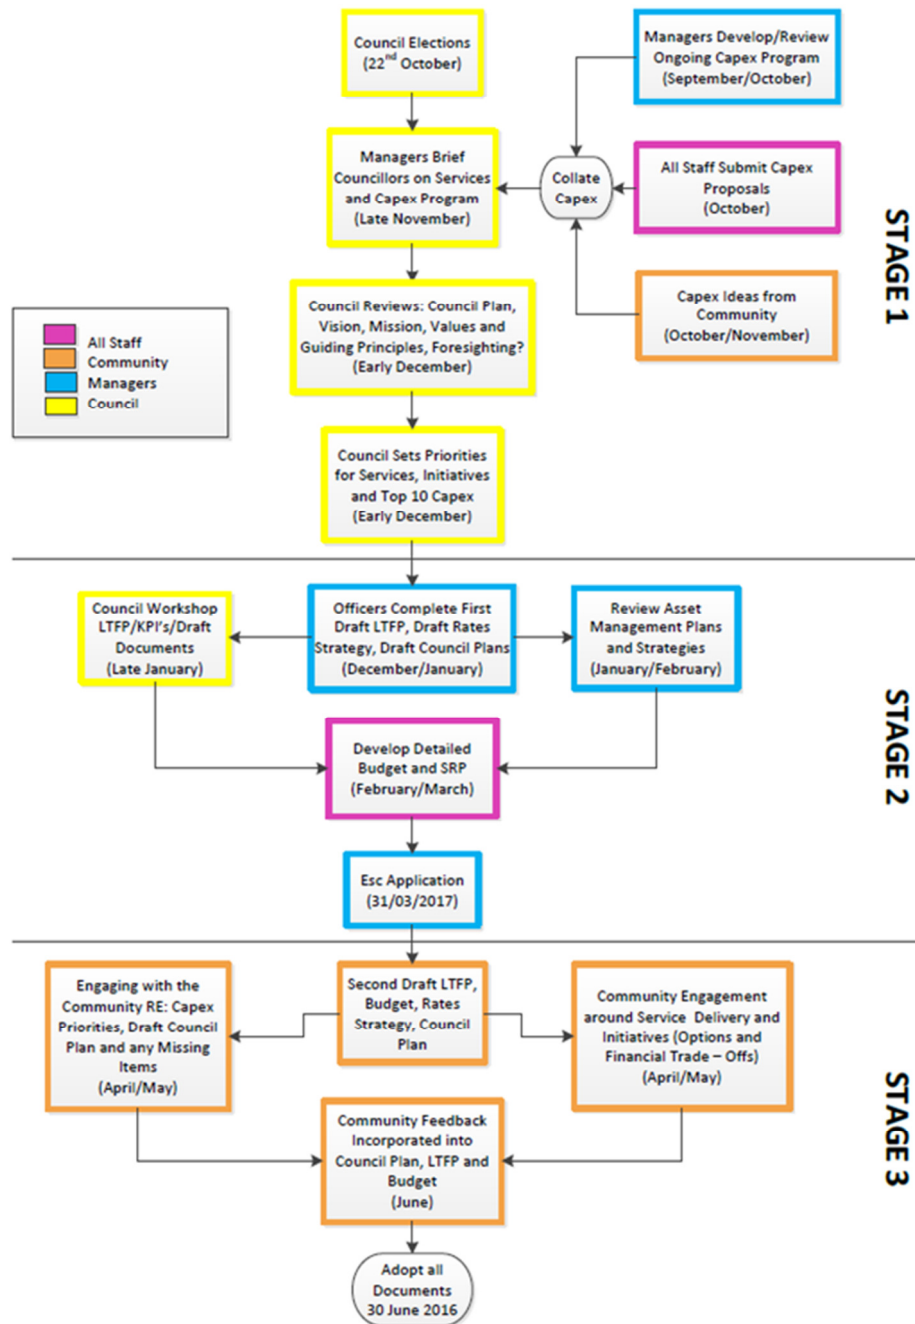 Council Elections
(22nd October)
Managers Develop/Review
Ongoing Capex Program
(September/October)
Managers Brief
Councillors on Services
and Capex Program
(Late November)
Collate
Capex
All Staff Submit Capex
Proposals
(October)
Capex Ideas from
Community
(October/November)
STAGE 1
Council Reviews: Council Plan,
Vision, Mission, Values and
Guiding Principles, Foresighting?
(Early December)
All Staff
Community
Managers
Council
Council Sets Priorities
for Services, Initiatives
and Top 10 Capex
(Early December)
Council Workshop
LTFP/KPI's/Draft
Documents
(Late January)
Officers Complete First
Draft LTFP, Draft Rates
Strategy, Draft Council Plans
(December/January)
Review Asset
Management Plans
and Strategies
(January/February)
STAGE 2
Develop Detailed
Budget and SRP
(February/March)
Esc Application
(31/03/2017)
Engaging with the
Community RE: Capex
Priorities, Draft Council
Plan and any Missing
Items
(April/May)
Second Draft LTFP,
Budget, Rates
Strategy, Council
Plan
Community Engagement
around Service Delivery and
Initiatives (Options and
Financial Trade – Offs)
(April/May)
STAGE 3
Community Feedback
Incorporated into
Council Plan, LTFP and
Budget
(June)
Adopt all
Documents
30 June 2016